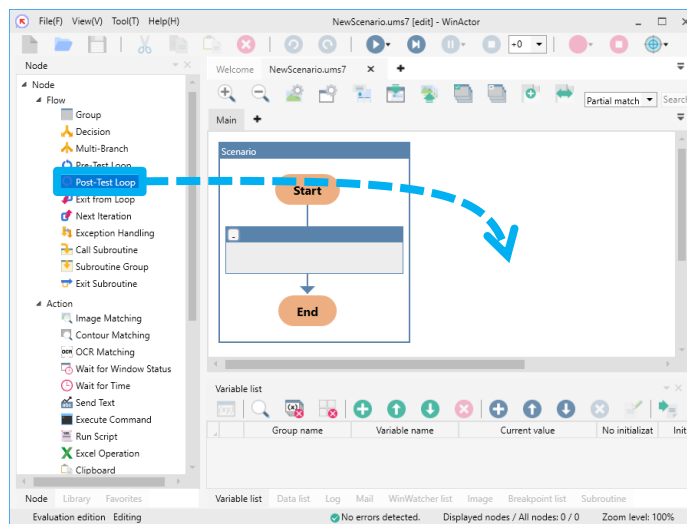 File(F) View(V) Tool(T) Help(H)
NewScenario.ums7 [edit] - WinActor
+0
Node
Welcome NewScenario.ums7
Partial match
Search
Main
Node
Flow
Group
Decision
Multi-Branch
Pre-Test Loop
Post-Test Loop
Exit from Loop
Next Iteration
Exception Handling
Call Subroutine
Subroutine Group
Exit Subroutine
Action
Image Matching
Contour Matching
OCR Matching
Wait for Window Status
Wait for Time
Send Text
Execute Command
Run Script
Excel Operation
Clipboard
Scenario
Start
End
Variable list
Group name Variable name Current value No initializat Init
Node Library Favorites
Variable list Data list Log Mail WinWatcher list Image Breakpoint list Subroutine
Evaluation edition Editing
No errors detected. Displayed nodes / All nodes: 0 / 0 Zoom level: 100%